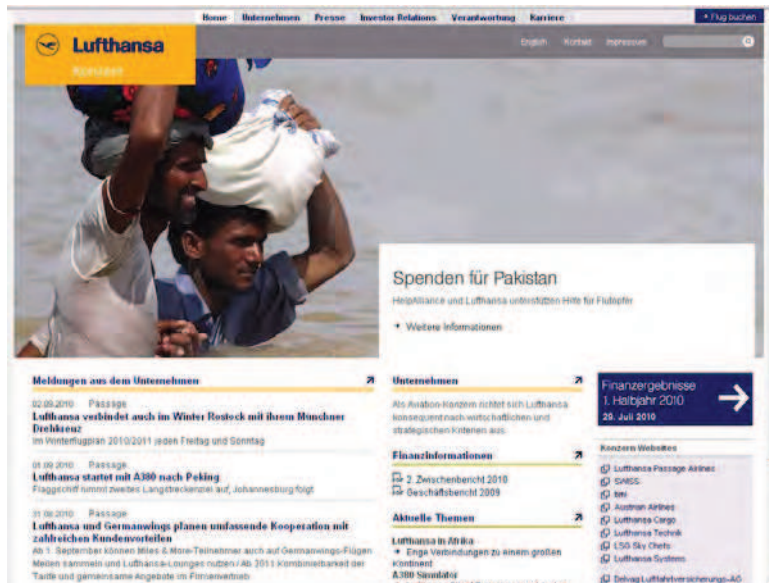 Home Unternehmen Presse Investor Relations Verantwortung Karriere
Flug buchen
Lufthansa
Konzern
English Kontakt Impressum
Spenden für Pakistan
HelpAlliance und Lufthansa unterstützen Hilfe für Flutopfer
Weitere Informationen
Meldungen aus dem Unternehmen
02.09.2010 Passage
Lufthansa verbindet auch im Winter Rostock mit ihrem Münchner
Drehkreuz
Im Winterflugplan 2010/2011 jeden Freitag und Sonntag
01.09.2010 Passage
Lufthansa startet mit A380 nach Peking
Flaggschiff nimmt zweites Langstreckenziel auf, Johannesburg folgt
31.08.2010 Passage
Lufthansa und Germanwings planen umfassende Kooperation mit
zahlreichen Kundenvorteilen
Ab 1. September können Miles & More-Teilnehmer auch auf Germanwings-Flügen
Meilen sammeln und Lufthansa-Lounges nutzen / Ab 2011 Kombinierbarkeit der
Tarife und gemeinsame Angebote im Firmenvertrieb
Unternehmen
Als Aviation-Konzern richtet sich Lufthansa
konsequent nach wirtschaftlichen und
strategischen Kriterien aus.
Finanzinformationen
2. Zwischenbericht 2010
Geschäftsbericht 2009
Aktuelle Themen
Lufthansa in Afrika
Enge Verbindungen zu einem großen
Kontinent
A380 Simulator
Finanzergebnisse
1. Halbjahr 2010
29. Juli 2010
Konzern Websites
Lufthansa Passage Airlines
SWISS
bmi
Austrian Airlines
Lufthansa Cargo
Lufthansa Technik
LSG Sky Chefs
Lufthansa Systems
Delvag Luftfahrtversicherungs-AG